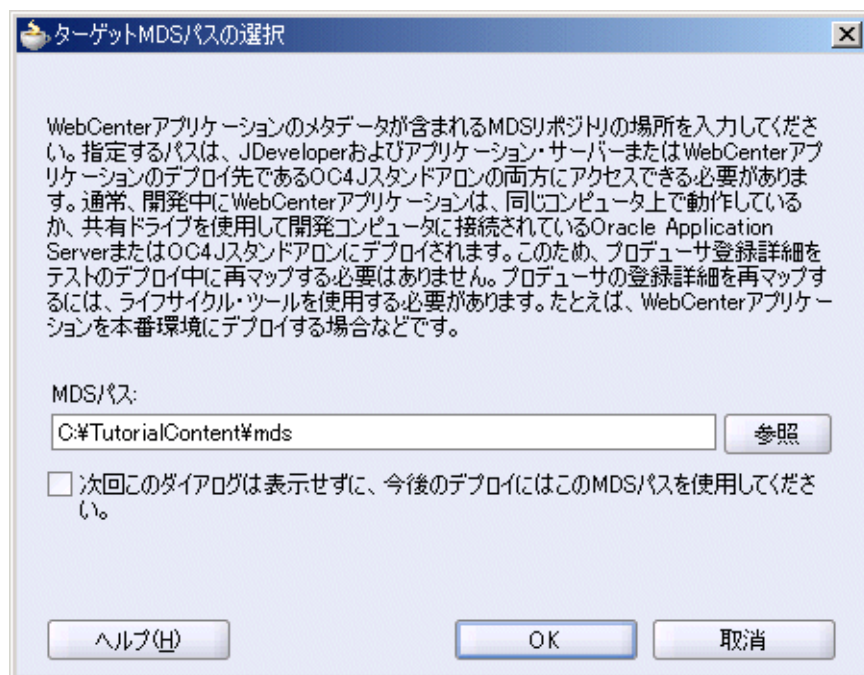 ターゲットMDSパスの選択
WebCenterアプリケーションのメタデータが含まれるMDSリポジトリの場所を入力してくださ
い。指定するパスは、JDeveloperおよびアプリケーション・サーバーまたはWebCenterアプ
リケーションのデプロイ先であるOC4Jスタンドアロンの両方にアクセスできる必要がありま
す。通常、開発中にWebCenterアプリケーションは、同じコンピュータ上で動作している
か、共有ドライブを使用して開発コンピュータに接続されているOracle Application
ServerまたはOC4Jスタンドアロンにデプロイされます。このため、プロデューサ登録詳細を
テストのデプロイ中に再マップする必要はありません。プロデューサの登録詳細を再マップす
るには、ライフサイクル・ツールを使用する必要があります。たとえば、WebCenterアプリケー
ションを本番環境にデプロイする場合などです。
MDSパス:
C:¥TutorialContent¥mds
参照
次回このダイアログは表示せずに、今後のデプロイにはこのMDSパスを使用してくださ
い。
ヘルプ(H)
OK
取消